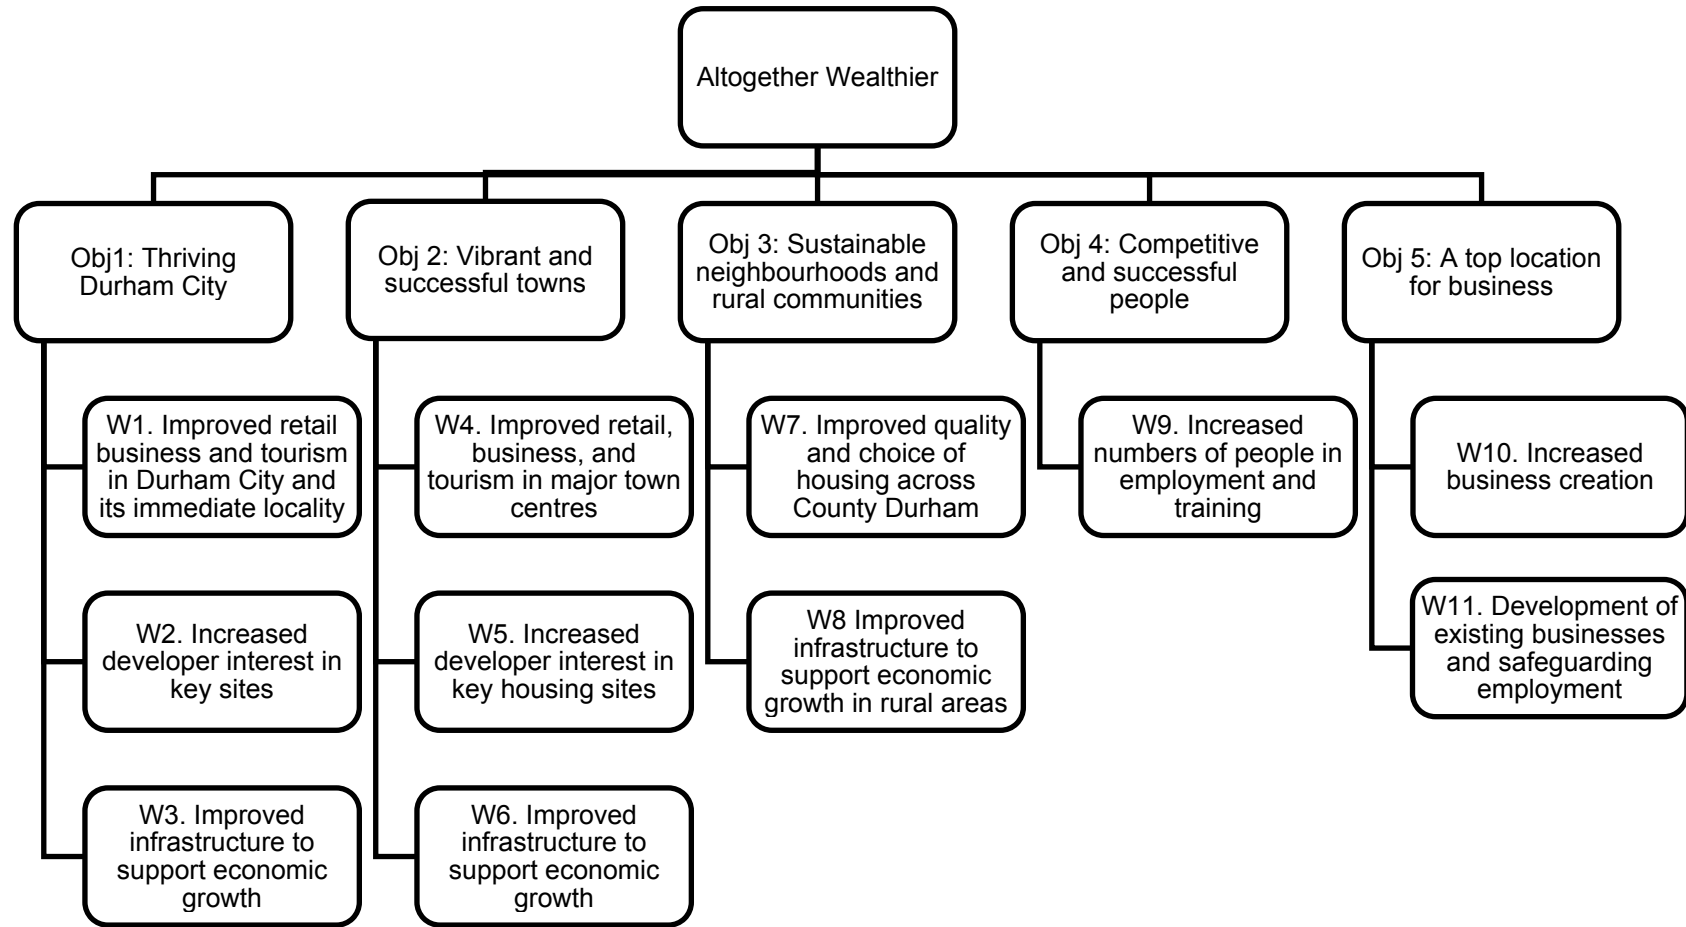 Altogether Wealthier
Obj1: Thriving
Durham City
Obj 2: Vibrant and
successful towns
Obj 3: Sustainable
neighbourhoods and
rural communities
Obj 4: Competitive
and successful
people
Obj 5: A top location
for business
W1. Improved retail
business and tourism
in Durham City and
its immediate locality
W4. Improved retail,
business, and
tourism in major town
centres
W7. Improved quality
and choice of
housing across
County Durham
W9. Increased
numbers of people in
employment and
training
W10. Increased
business creation
W2. Increased
developer interest in
key sites
W5. Increased
developer interest in
key housing sites
W8 Improved
infrastructure to
support economic
growth in rural areas
W11. Development of
existing businesses
and safeguarding
employment
W3. Improved
infrastructure to
support economic
growth
W6. Improved
infrastructure to
support economic
growth